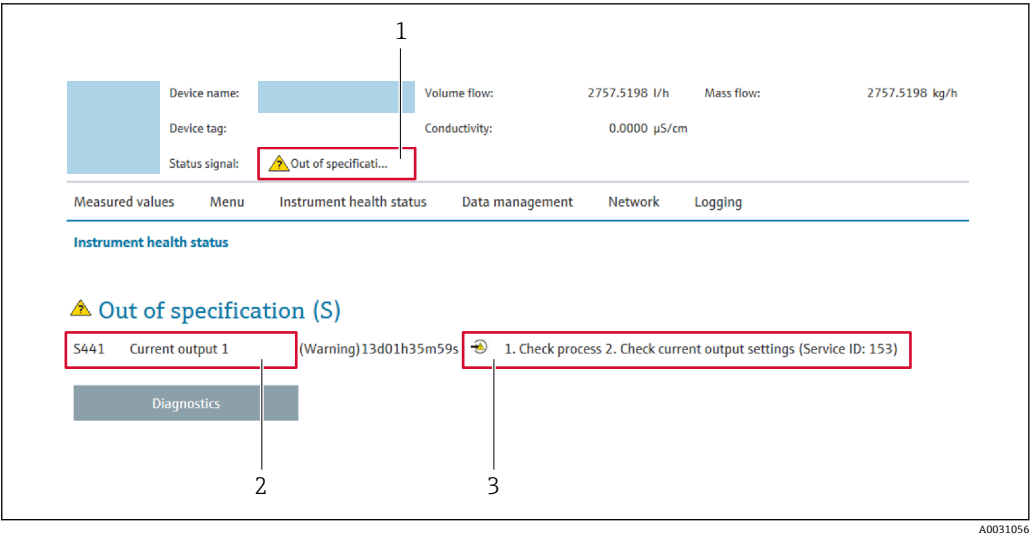 1
Device name: Volume flow: 2757.5198 l/h Mass flow: 2757.5198 kg/h
Device tag: Conductivity: 0.0000 µS/cm
Status signal: Out of specificati...
Measured values Menu Instrument health status Data management Network Logging
Instrument health status
Out of specification (S)
S441 Current output 1 (Warning)13d01h35m59s 1. Check process 2. Check current output settings (Service ID: 153)
Diagnostics
2 3
A0031056